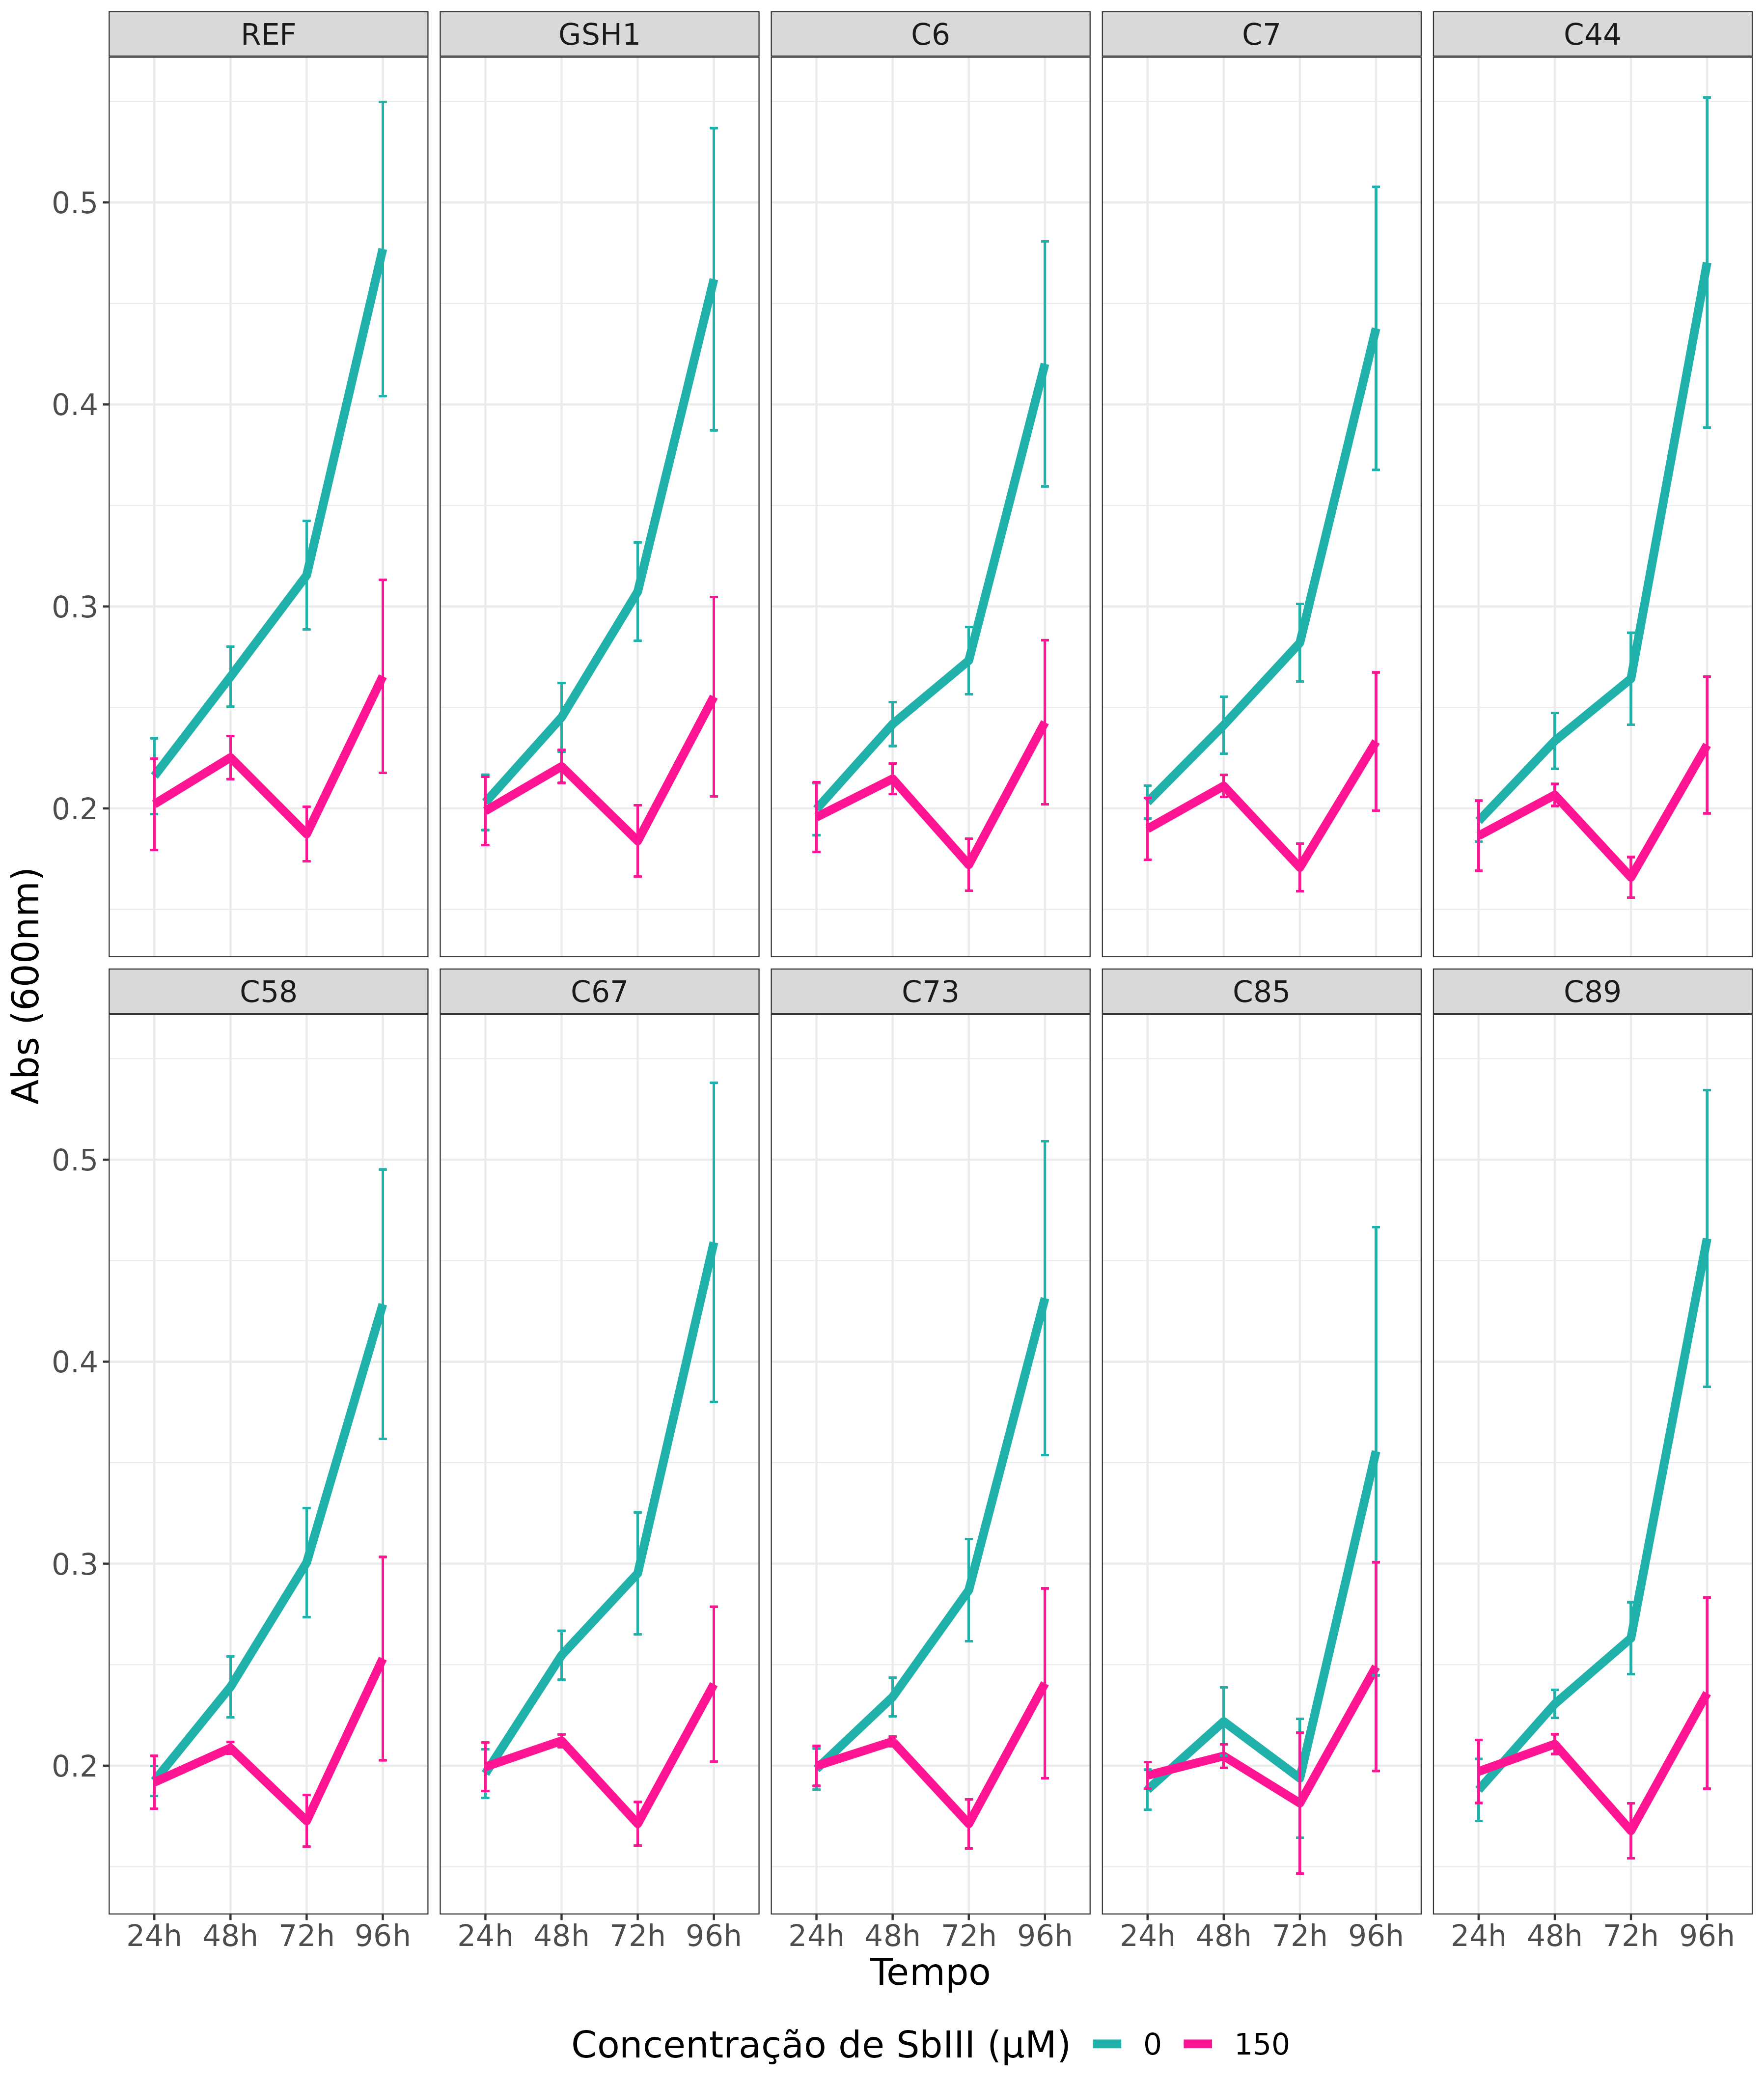 REF GSH1 C6 C7 C44
0.5
0.4
0.3
0.2
Abs (600nm)
C58 C67 C73 C85 C89
0.5
0.4
0.3
0.2
24h 48h 72h 96h 24h 48h 72h 96h 24h 48h 72h 96h 24h 48h 72h 96h 24h 48h 72h 96h
Tempo
Concentração de SbIII (µM) 0 150